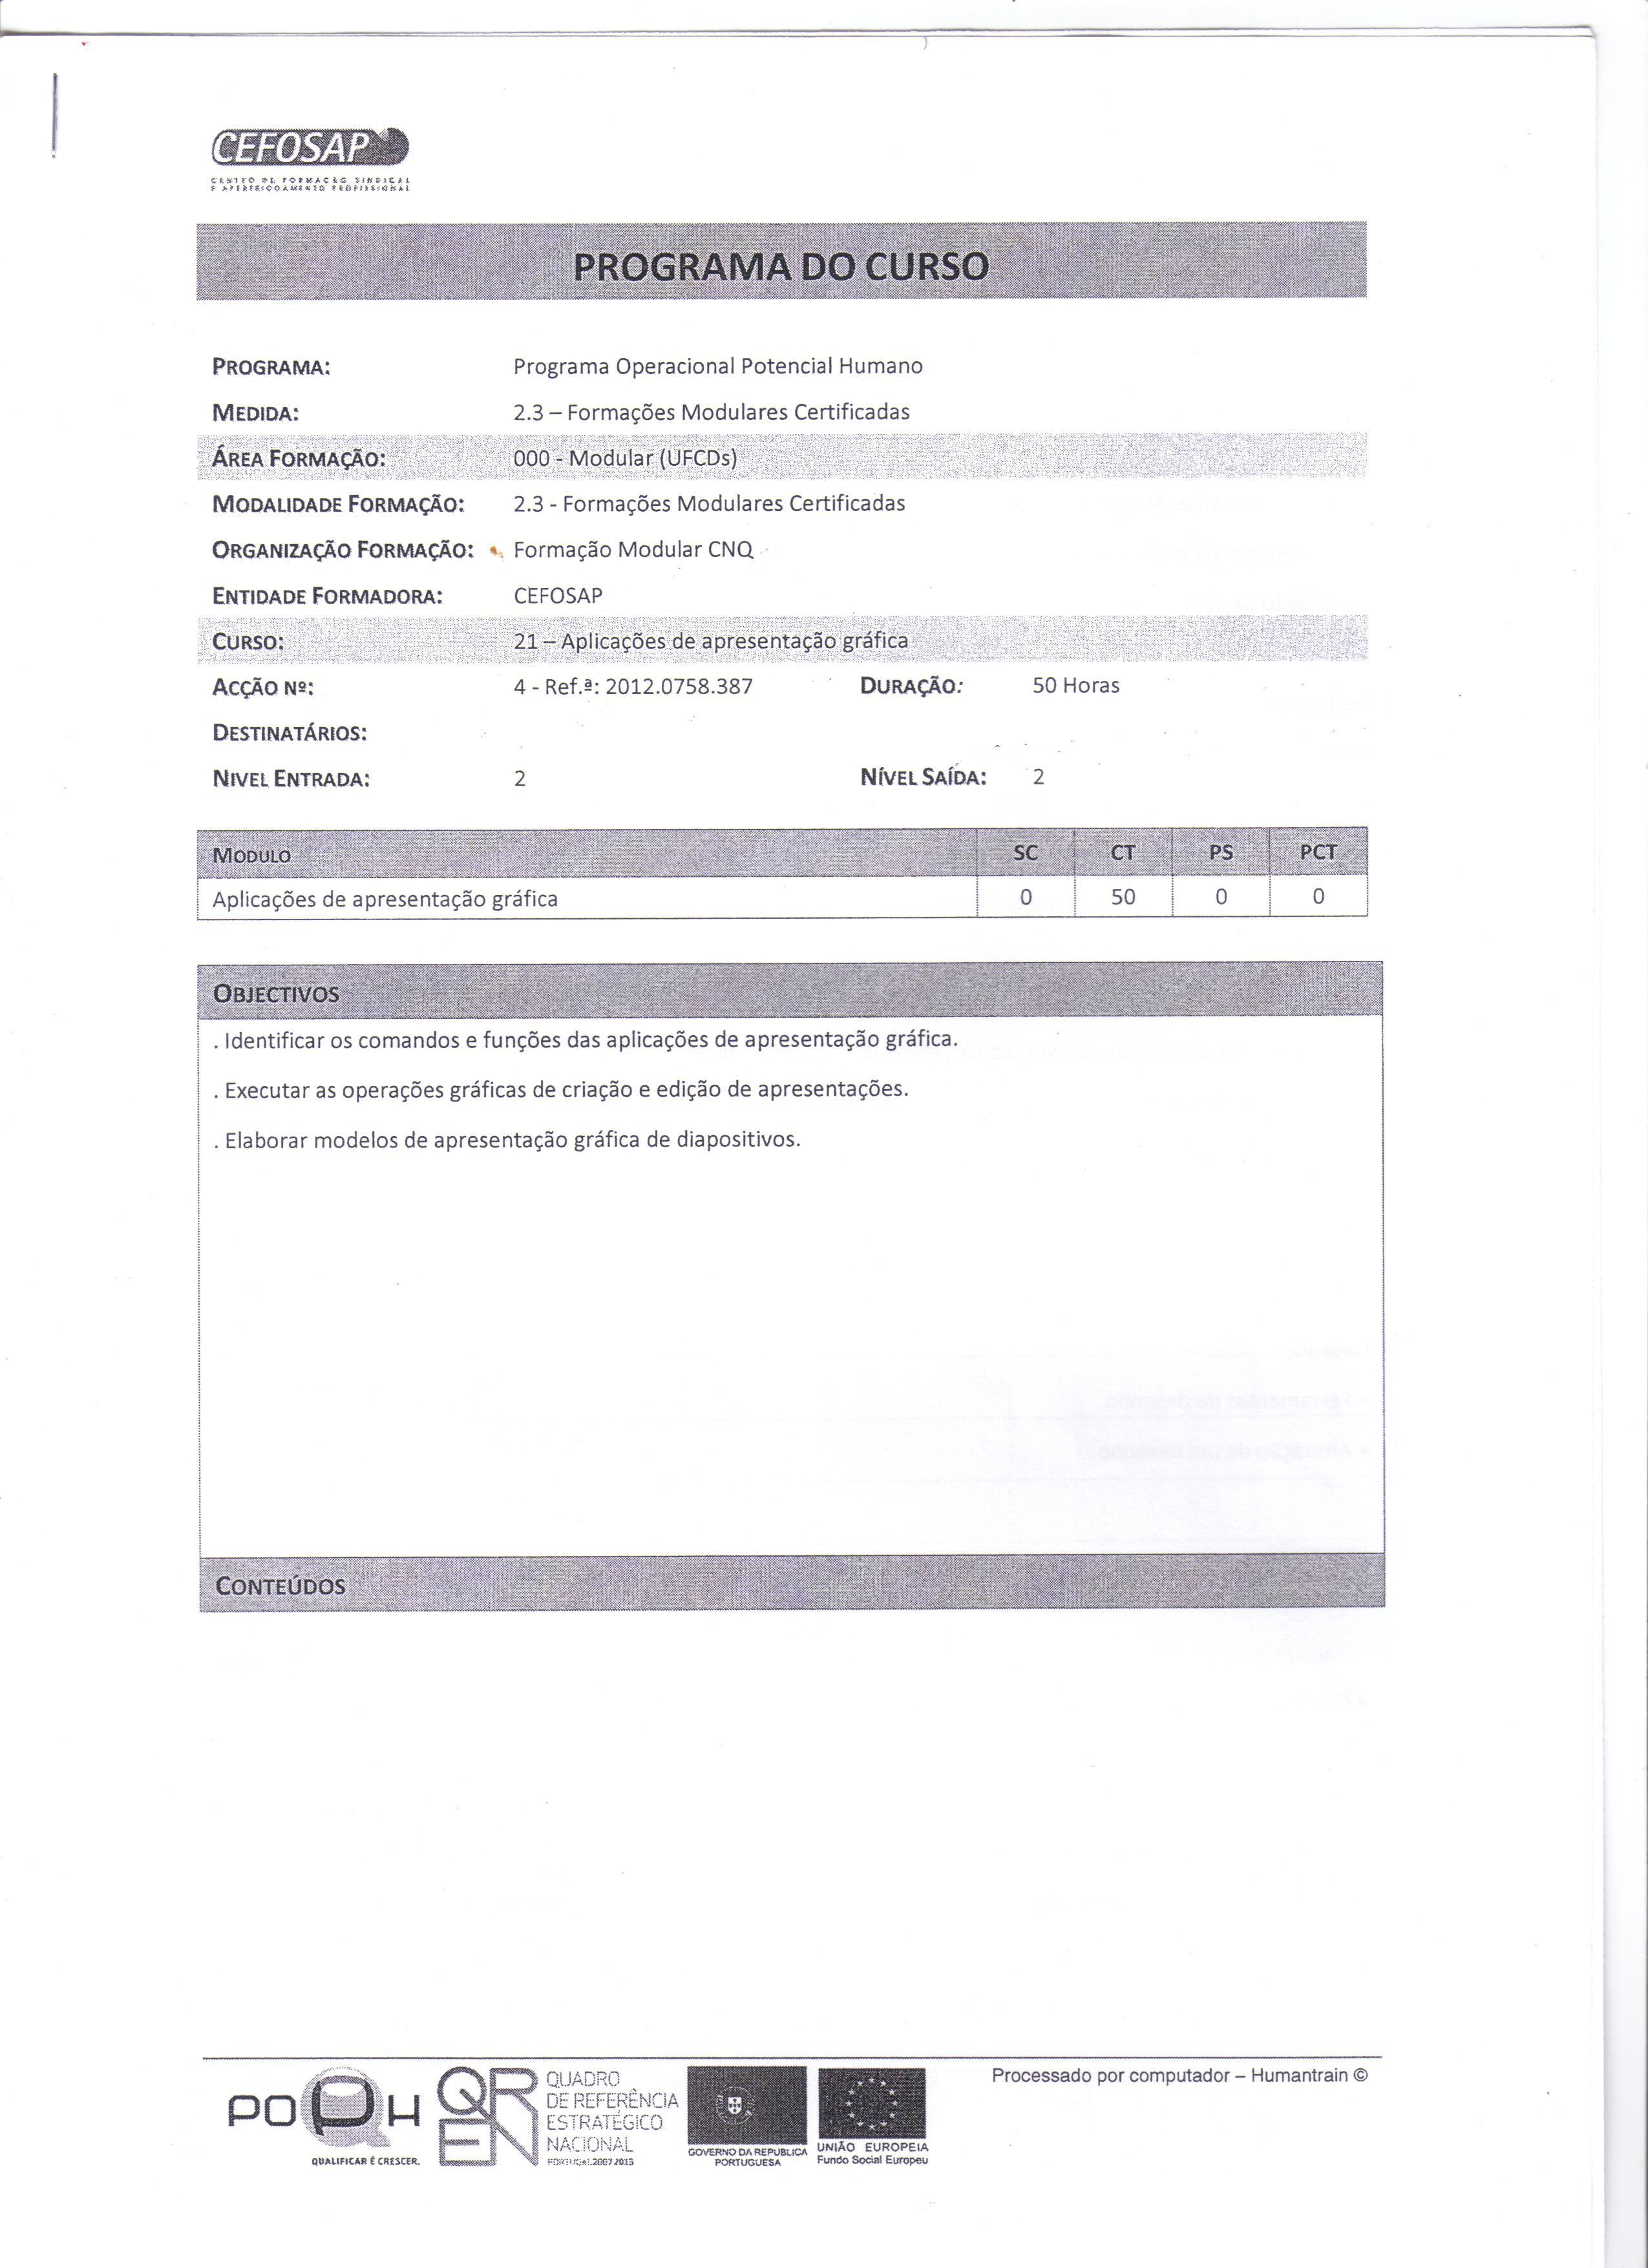 CEFOSAP
CENTRO DE FORMAÇÃO SINDICAL
E APERFEIÇOAMENTO PROFISSIONAL
PROGRAMA DO CURSO
PROGRAMA: Programa Operacional Potencial Humano
MEDIDA: 2.3 – Formações Modulares Certificadas
ÁREA FORMAÇÃO: 000 - Modular (UFCDs)
MODALIDADE FORMAÇÃO: 2.3 - Formações Modulares Certificadas
ORGANIZAÇÃO FORMAÇÃO: Formação Modular CNQ
ENTIDADE FORMADORA: CEFOSAP
CURSO: 21 – Aplicações de apresentação gráfica
ACÇÃO Nº: 4 - Ref.ª: 2012.0758.387 DURAÇÃO: 50 Horas
DESTINATÁRIOS:
NIVEL ENTRADA: 2 NÍVEL SAÍDA: 2
MODULO SC CT PS PCT
Aplicações de apresentação gráfica 0 50 0 0
OBJECTIVOS
. Identificar os comandos e funções das aplicações de apresentação gráfica.
. Executar as operações gráficas de criação e edição de apresentações.
. Elaborar modelos de apresentação gráfica de diapositivos.
CONTEÚDOS
Processado por computador – Humantrain ©
POPH
QUALIFICAR É CRESCER.
QREN
QUADRO
DE REFERÊNCIA
ESTRATÉGICO
NACIONAL
PORTUGAL 2007 2013
GOVERNO DA REPUBLICA
PORTUGUESA
UNIÃO EUROPEIA
Fundo Social Europeu